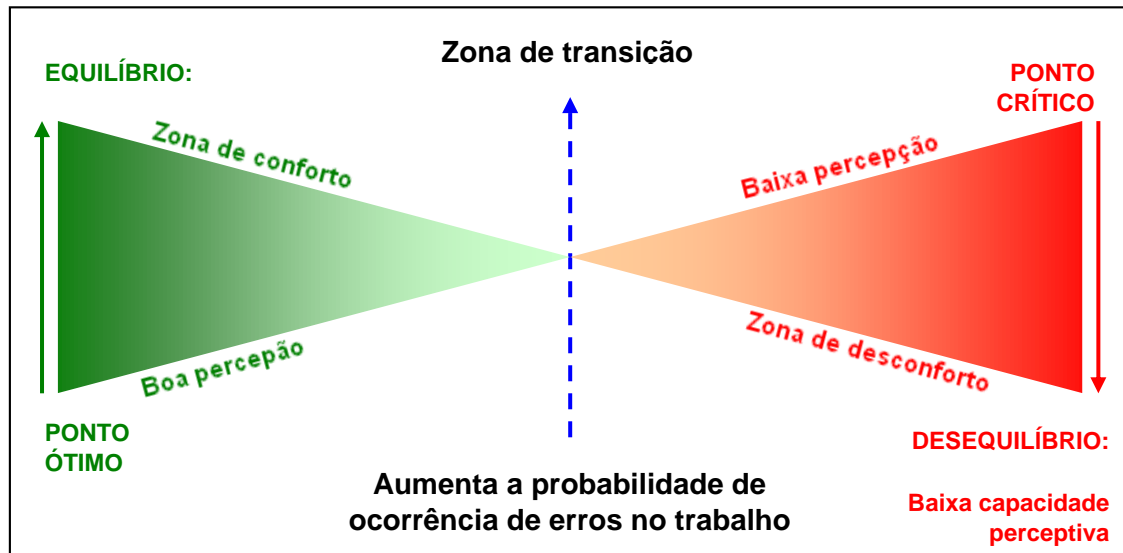 Zona de transição
EQUILÍBRIO:
PONTO
CRÍTICO
Zona de conforto
Baixa percepção
Boa percepão
Zona de desconforto
PONTO
ÓTIMO
DESEQUILÍBRIO:
Aumenta a probabilidade de
ocorrência de erros no trabalho
Baixa capacidade
perceptiva